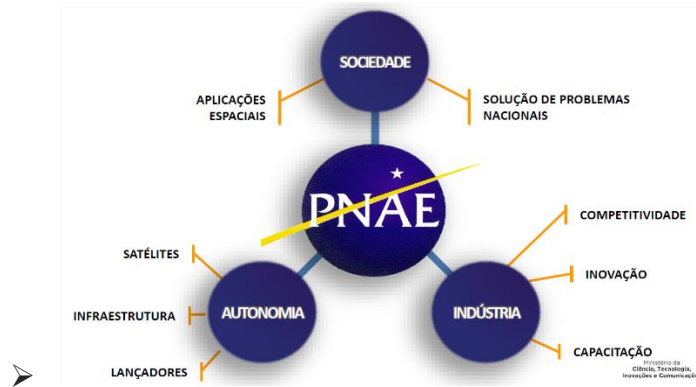 SOCIEDADE
APLICAÇÕES
ESPACIAIS
SOLUÇÃO DE PROBLEMAS
NACIONAIS
PNAE
COMPETITIVIDADE
INOVAÇÃO
CAPACITAÇÃO
SATÉLITES
INFRAESTRUTURA
LANÇADORES
AUTONOMIA
INDÚSTRIA
Ministério da
Ciência, Tecnologia,
Inovações e Comunicaçõ